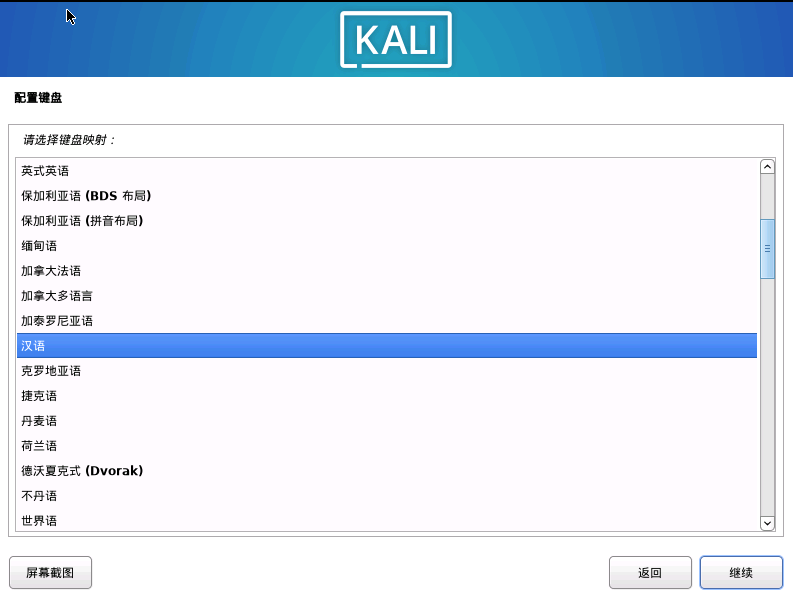 KALI
配置键盘
请选择键盘映射：
英式英语
保加利亚语 (BDS 布局)
保加利亚语 (拼音布局)
缅甸语
加拿大法语
加拿大多语言
加泰罗尼亚语
汉语
克罗地亚语
捷克语
丹麦语
荷兰语
德沃夏克式 (Dvorak)
不丹语
世界语
屏幕截图
返回
继续